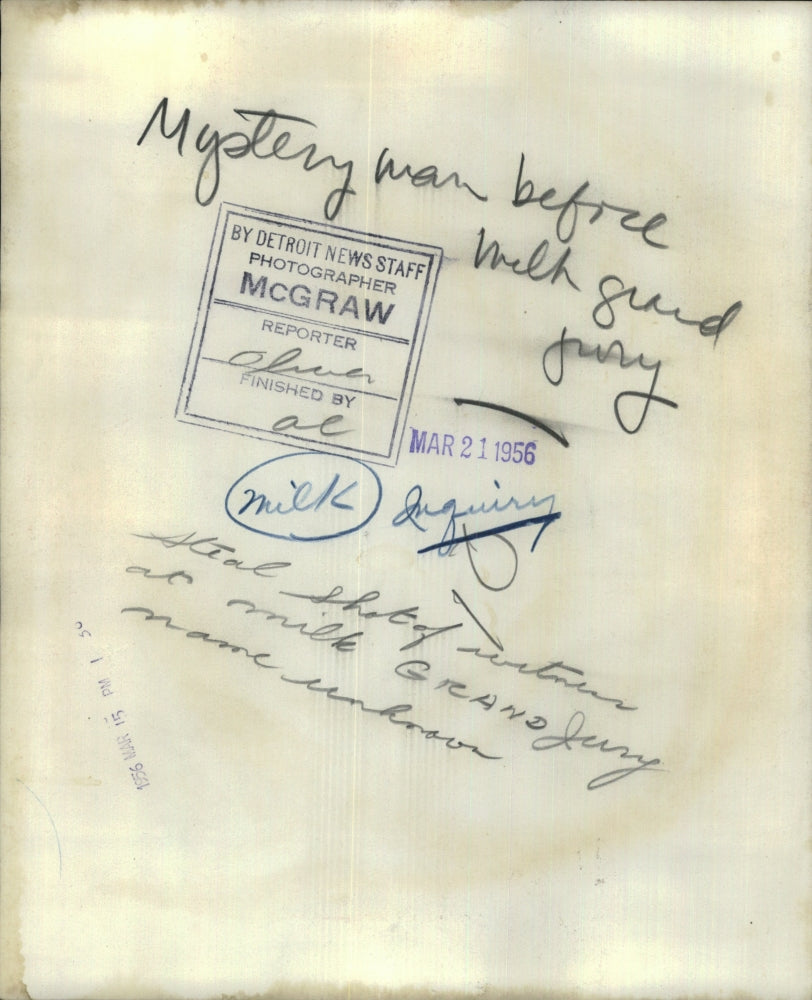 Mystery man before
milk grand
jury
BY DETROIT NEWS STAFF
PHOTOGRAPHER
McGRAW
REPORTER
FINISHED BY
al
MAR 21 1956
milk Inquiry
Steal shot of witness
at milk GRAND Jury
name unknown
1956 MAR 15 PM 1